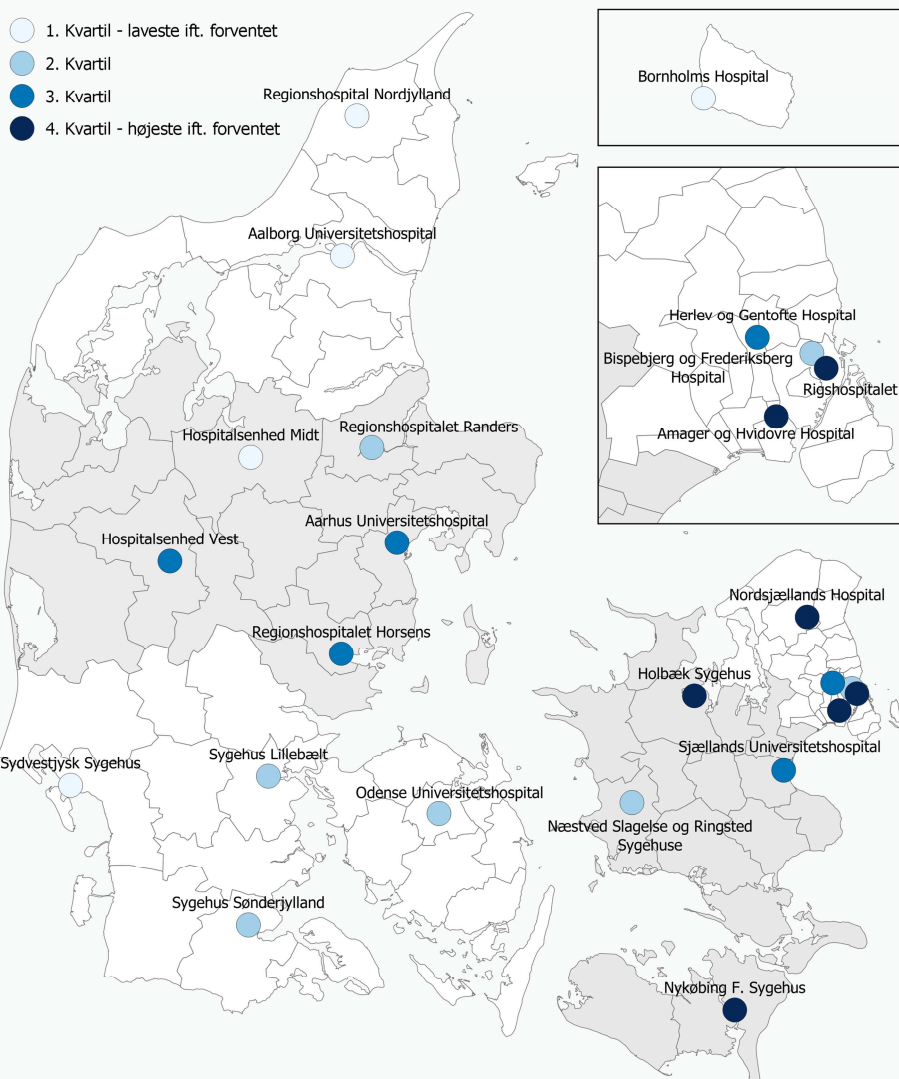 1. Kvartil - laveste ift. forventet
2. Kvartil
3. Kvartil
4. Kvartil - højeste ift. forventet
Bornholms Hospital
Regionshospital Nordjylland
Aalborg Universitetshospital
Herlev og Gentofte Hospital
Bispebjerg og Frederiksberg
Hospital
Rigshospitalet
Amager og Hvidovre Hospital
Hospitalsenhed Midt
Regionshospitalet Randers
Aarhus Universitetshospital
Hospitalsenhed Vest
Regionshospitalet Horsens
Nordsjællands Hospital
Holbæk Sygehus
Sjællands Universitetshospital
Sydvestjysk Sygehus
Sygehus Lillebælt
Odense Universitetshospital
Næstved Slagelse og Ringsted
Sygehuse
Sygehus Sønderjylland
Nykøbing F. Sygehus